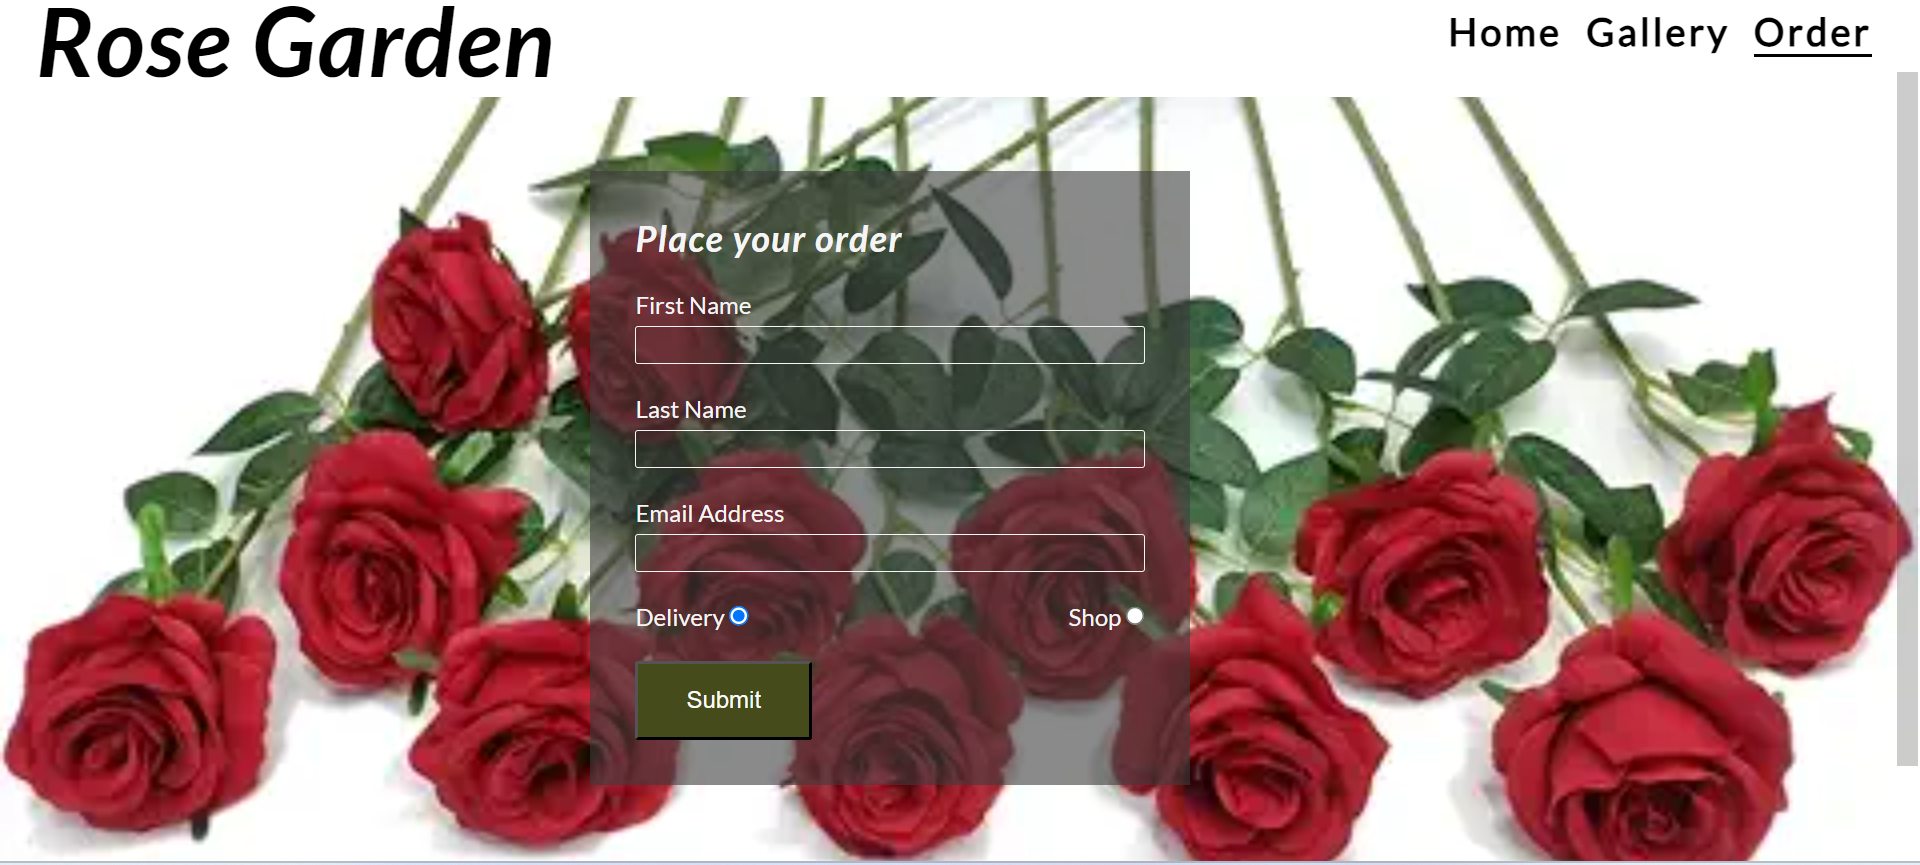 Rose Garden
Home Gallery Order
Place your order
First Name
Last Name
Email Address
Delivery Shop
Submit